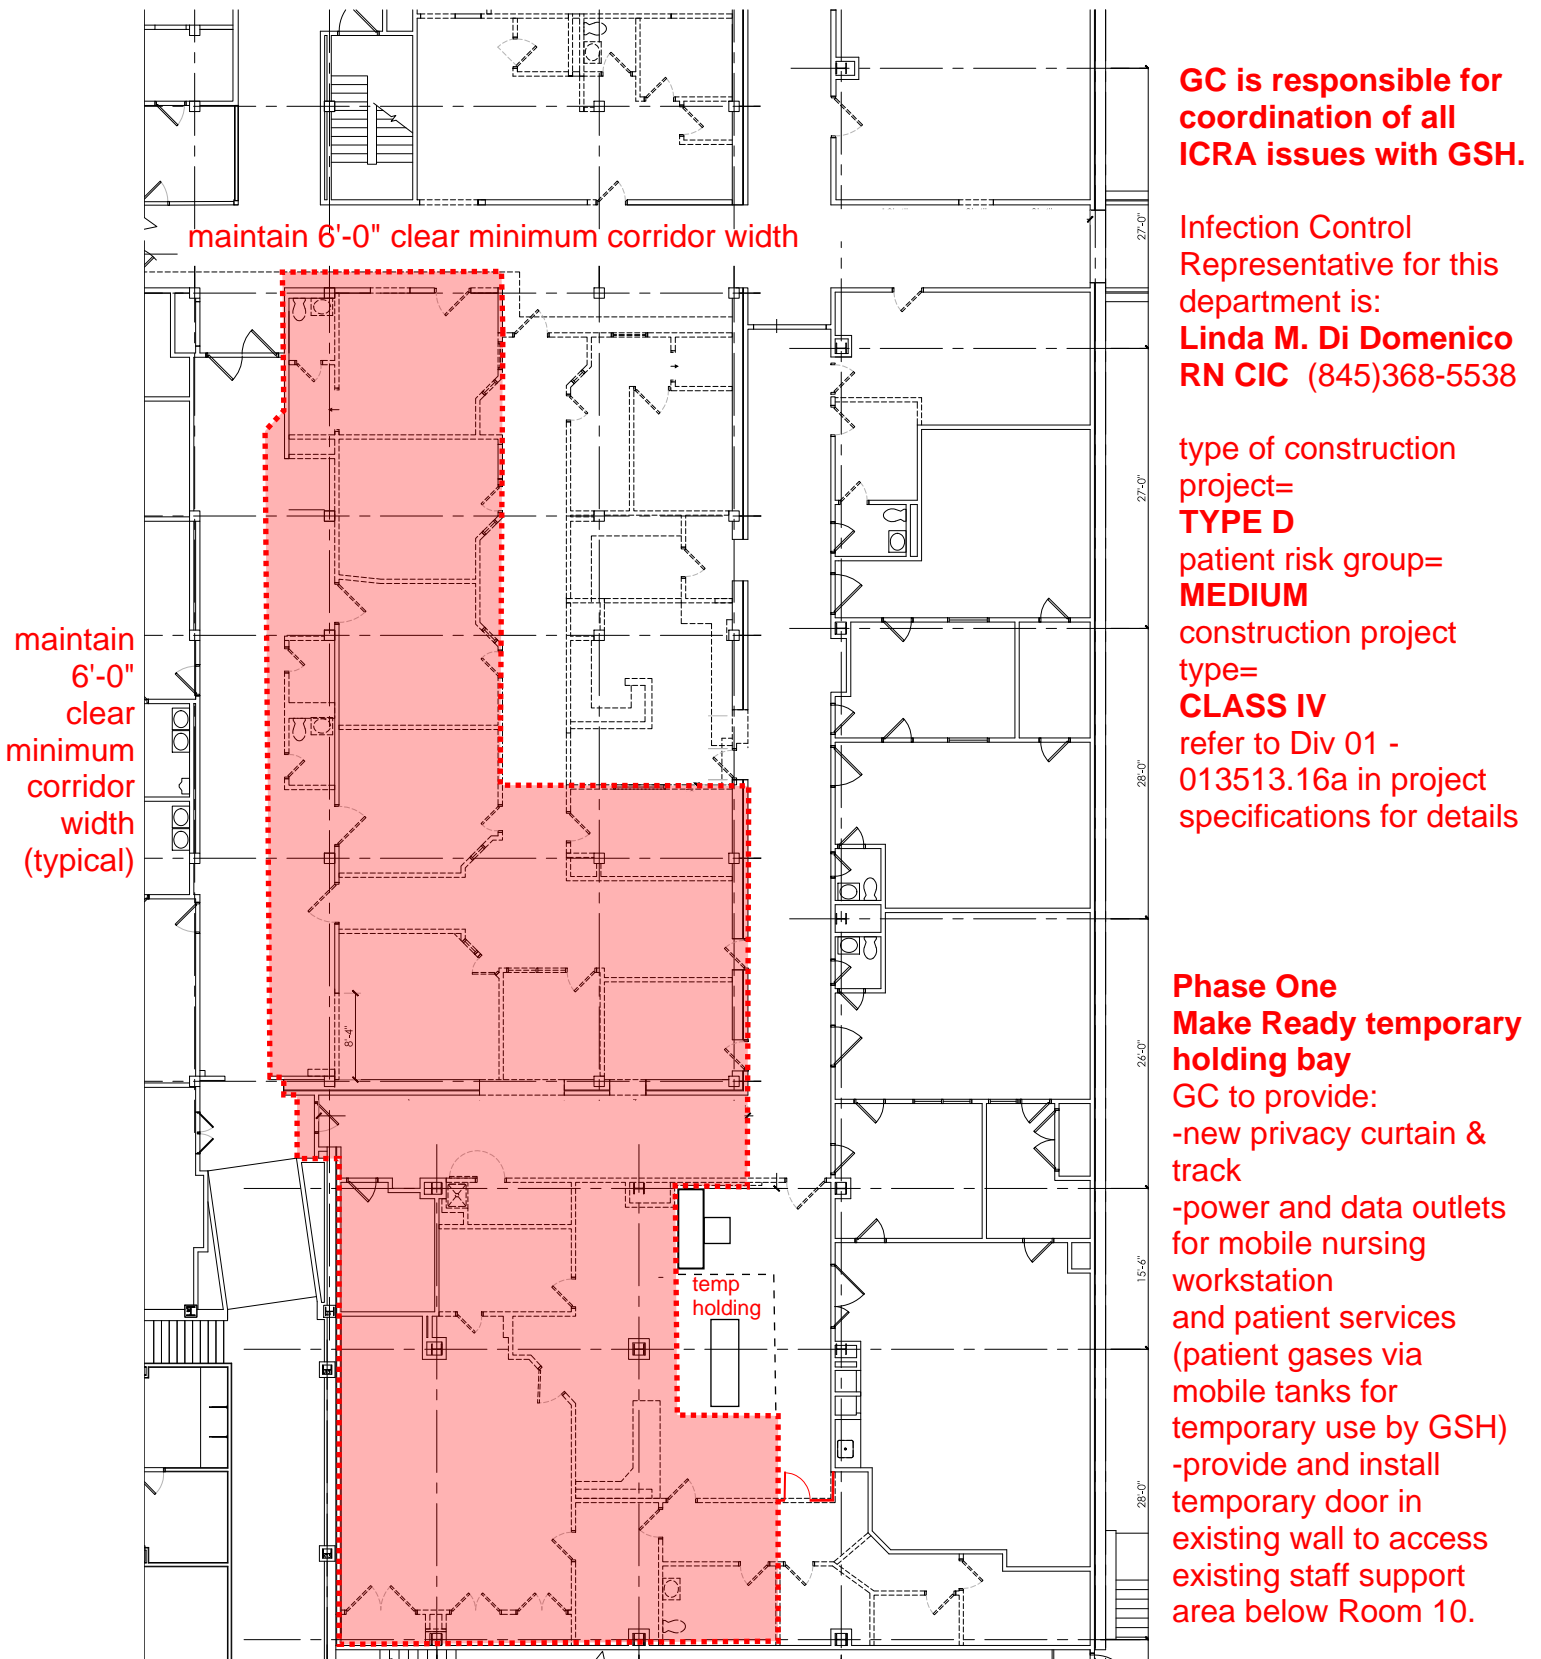 GC is responsible for
coordination of all
ICRA issues with GSH.
maintain 6'-0" clear minimum corridor width
27'-0"
Infection Control
Representative for this
department is:
Linda M. Di Domenico
RN CIC (845)368-5538
type of construction
project=
TYPE D
patient risk group=
MEDIUM
construction project
type=
CLASS IV
refer to Div 01 -
013513.16a in project
specifications for details
27'-0"
maintain
6'-0"
clear
minimum
corridor
width
(typical)
28'-0"
8'-4"
26'-0"
Phase One
Make Ready temporary
holding bay
GC to provide:
-new privacy curtain &
track
-power and data outlets
for mobile nursing
workstation
and patient services
(patient gases via
mobile tanks for
temporary use by GSH)
-provide and install
temporary door in
existing wall to access
existing staff support
area below Room 10.
15'-6"
temp
holding
28'-0"